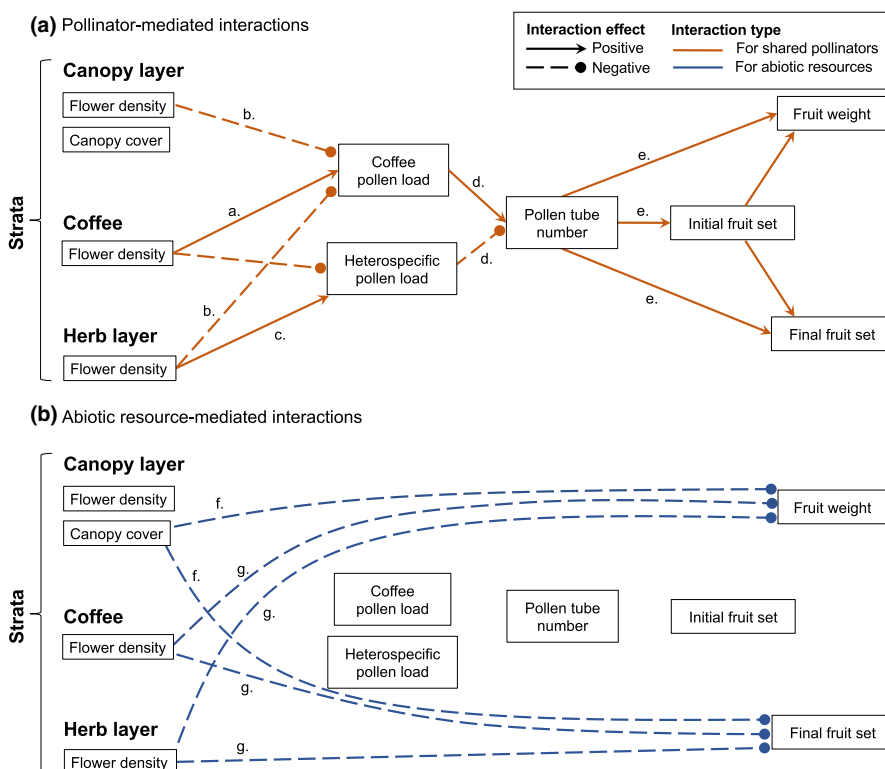 (a) Pollinator-mediated interactions
Interaction effect
Positive
Negative
Interaction type
For shared pollinators
For abiotic resources
Strata
Canopy layer
Flower density
Canopy cover
Coffee
Flower density
Herb layer
Flower density
b.
a.
b.
c.
Coffee
pollen load
Heterospecific
pollen load
d.
d.
Pollen tube
number
e.
e.
e.
Initial fruit set
Fruit weight
Final fruit set
(b) Abiotic resource-mediated interactions
Strata
Canopy layer
Flower density
Canopy cover
Coffee
Flower density
Herb layer
Flower density
f.
f.
g.
g.
g.
g.
Coffee
pollen load
Heterospecific
pollen load
Pollen tube
number
Initial fruit set
Fruit weight
Final fruit set